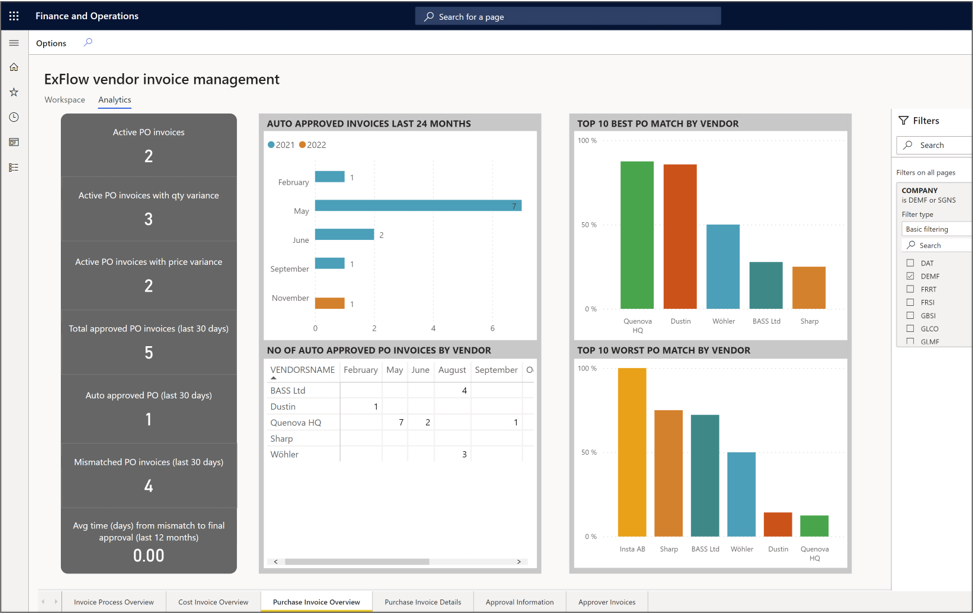 Finance and Operations
Search for a page
Options
ExFlow vendor invoice management
Workspace Analytics
Active PO invoices
2
Active PO invoices with qty variance
3
Active PO invoices with price variance
2
Total approved PO invoices (last 30 days)
5
Auto approved PO (last 30 days)
1
Mismatched PO invoices (last 30 days)
4
Avg time (days) from mismatch to final
approval (last 12 months)
0.00
AUTO APPROVED INVOICES LAST 24 MONTHS
2021 2022
February 1
May 7
June 2
September 1
November 1
0 2 4 6
NO OF AUTO APPROVED PO INVOICES BY VENDOR
VENDORSNAME February May June August September O
BASS Ltd 4
Dustin 1
Quenova HQ 7 2 1
Sharp
Wöhler 3
TOP 10 BEST PO MATCH BY VENDOR
100 %
50 %
0 %
Quenova HQ Dustin Wöhler BASS Ltd Sharp
TOP 10 WORST PO MATCH BY VENDOR
100 %
50 %
0 %
Insta AB Sharp BASS Ltd Wöhler Dustin Quenova HQ
Filters
Search
Filters on all pages
COMPANY
is DEMF or SGNS
Filter type
Basic filtering
Search
DAT
DEMF
FRRT
FRSI
GBSI
GLCO
GLMF
Invoice Process Overview Cost Invoice Overview Purchase Invoice Overview Purchase Invoice Details Approval Information Approver Invoices